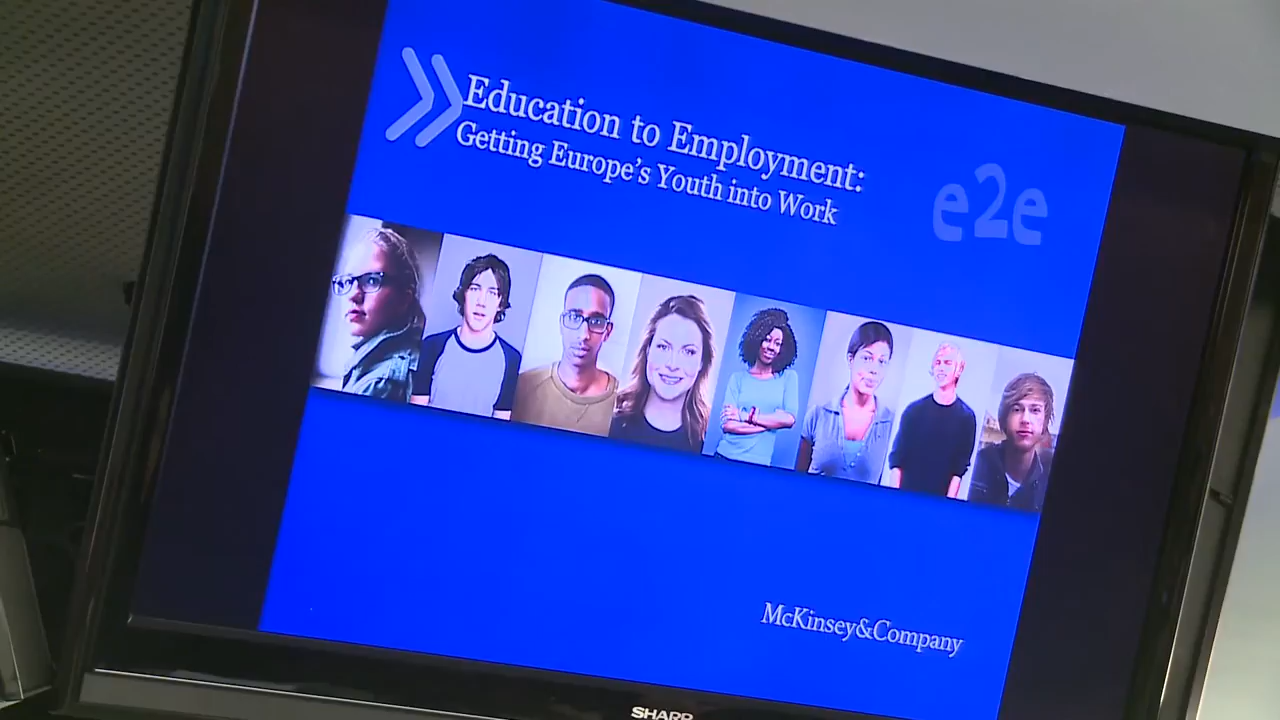 Education to Employment:
Getting Europe's Youth into Work
e2e
McKinsey&Company
SHARP